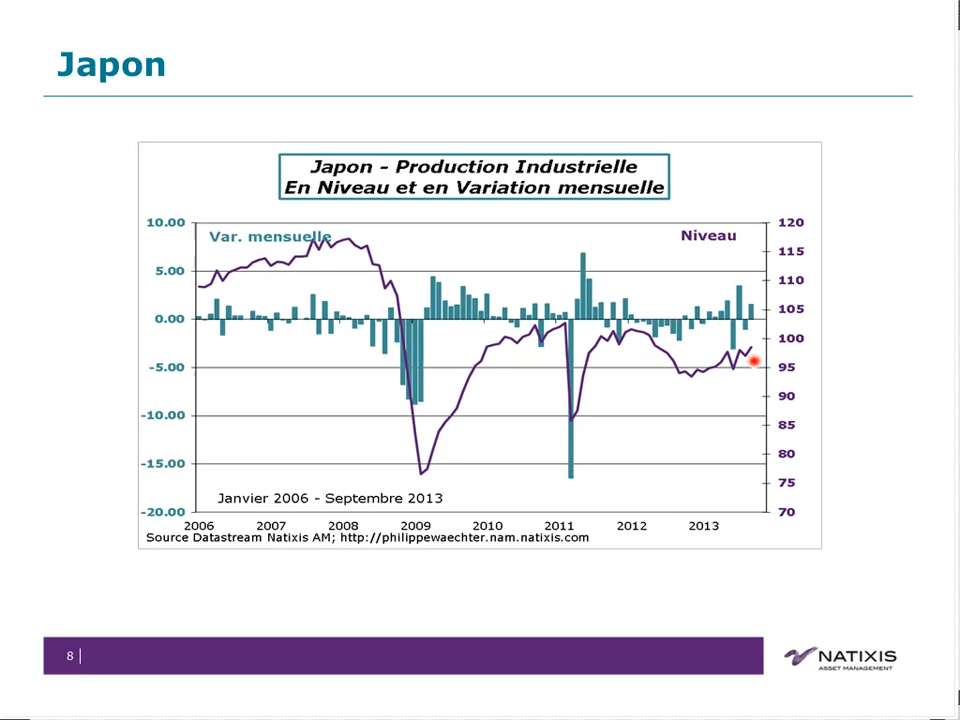 Japon
Japon - Production Industrielle
En Niveau et en Variation mensuelle
10.00
5.00
0.00
-5.00
-10.00
-15.00
-20.00
Var. mensuelle
Niveau
120
115
110
105
100
95
90
85
80
75
70
Janvier 2006 - Septembre 2013
2006 2007 2008 2009 2010 2011 2012 2013
Source Datastream Natixis AM; http://philippewaechter.nam.natixis.com
8
NATIXIS
ASSET MANAGEMENT